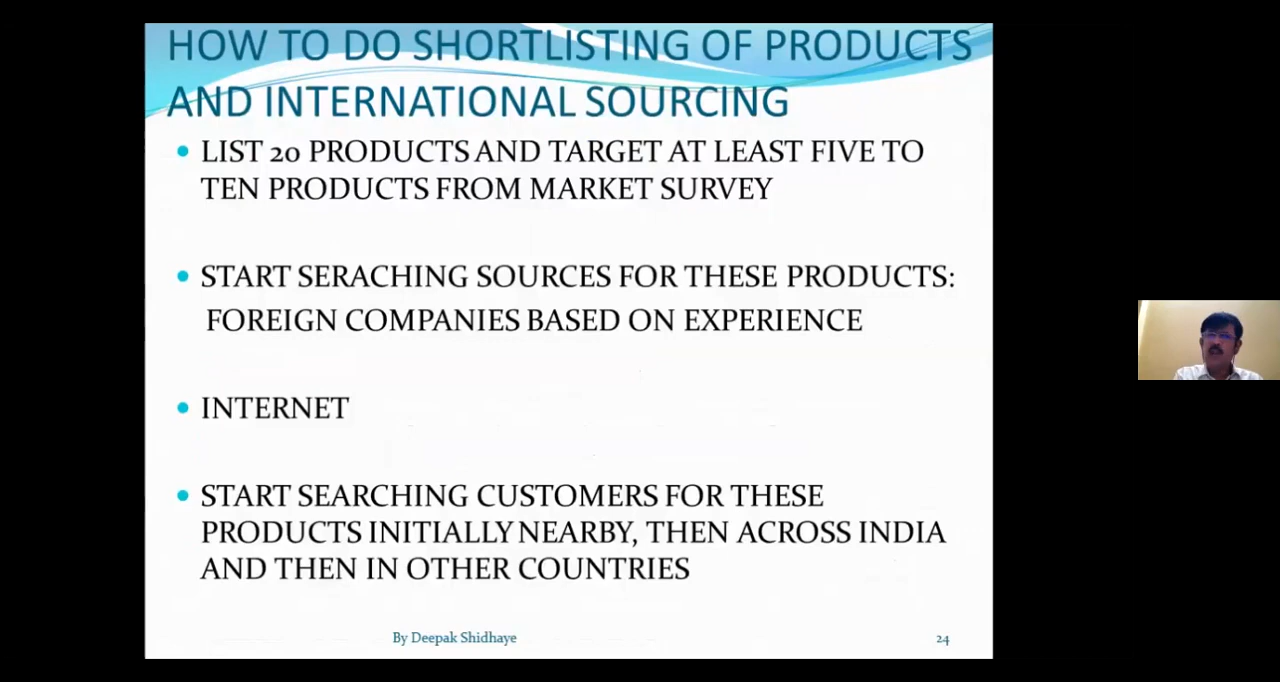 HOW TO DO SHORTLISTING OF PRODUCTS
AND INTERNATIONAL SOURCING
• LIST 20 PRODUCTS AND TARGET AT LEAST FIVE TO
TEN PRODUCTS FROM MARKET SURVEY
• START SERACHING SOURCES FOR THESE PRODUCTS:
FOREIGN COMPANIES BASED ON EXPERIENCE
• INTERNET
• START SEARCHING CUSTOMERS FOR THESE
PRODUCTS INITIALLY NEARBY, THEN ACROSS INDIA
AND THEN IN OTHER COUNTRIES
By Deepak Shidhaye
24